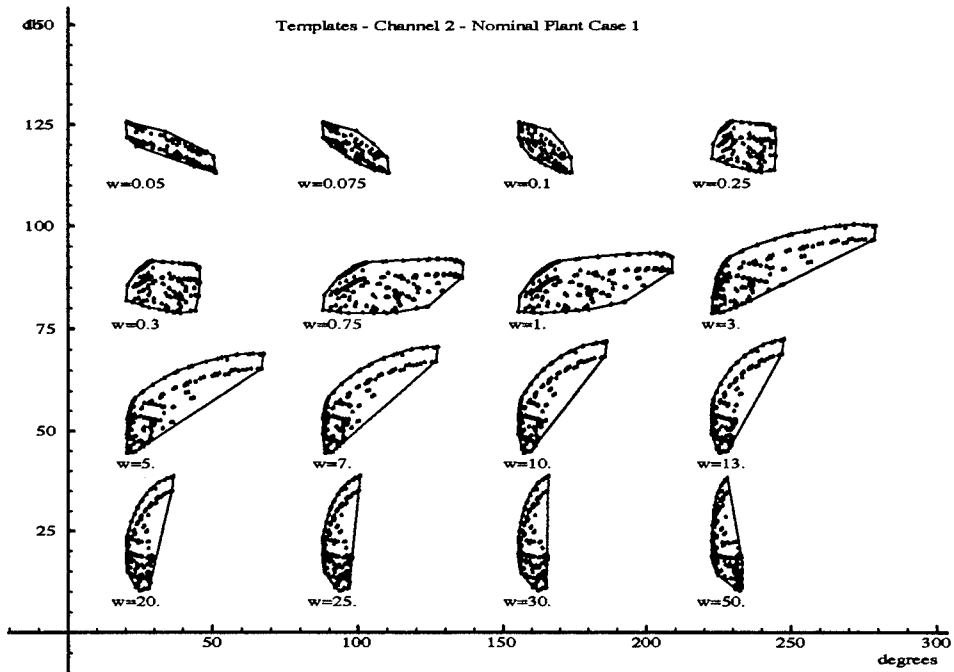 db
150
Templates - Channel 2 - Nominal Plant Case 1
125
w=0.05
w=0.075
w=0.1
w=0.25
100
w=0.3
w=0.75
w=1.
w=3.
75
50
w=5.
w=7.
w=10.
w=13.
25
w=20.
w=25.
w=30.
w=50.
50
100
150
200
250
300
degrees